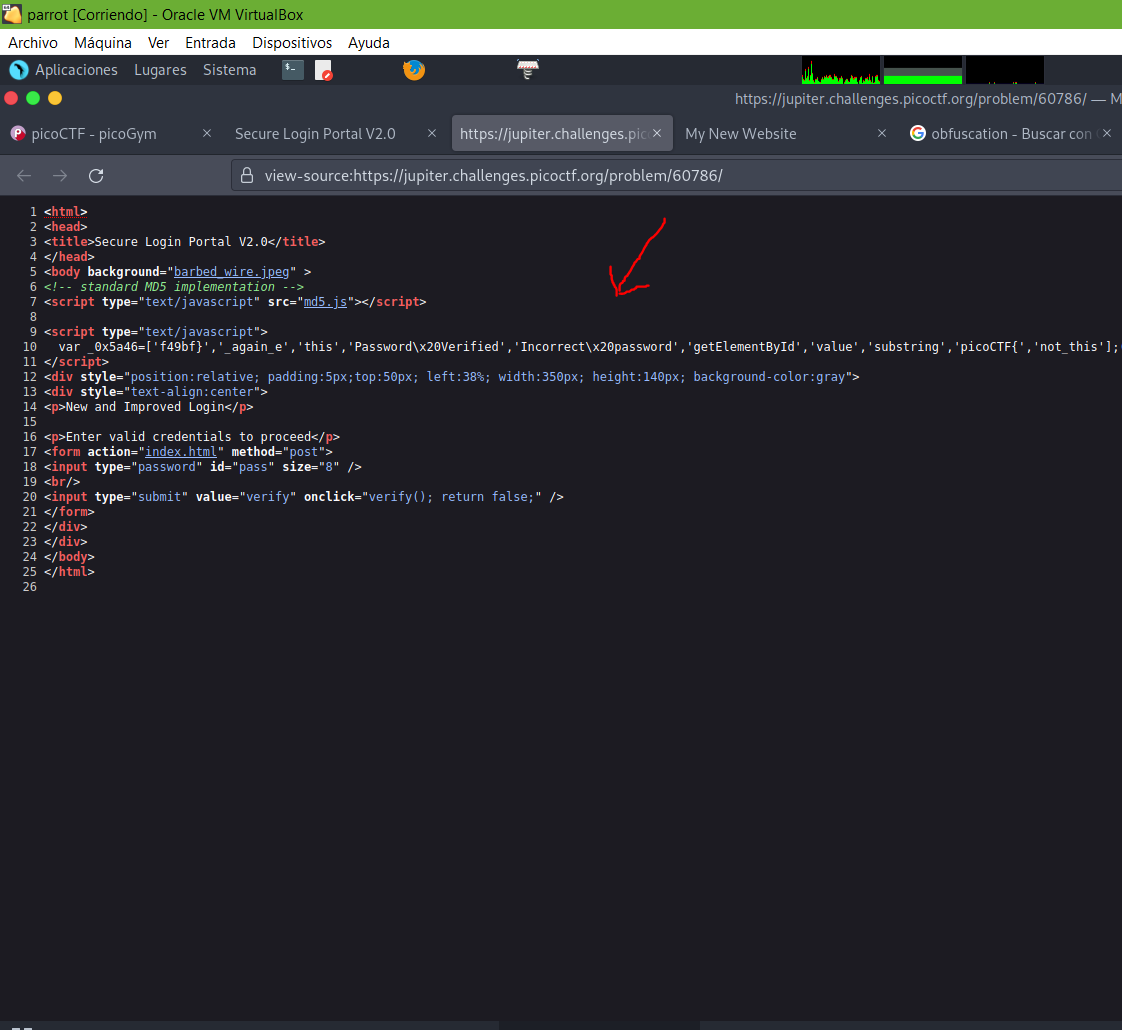 parrot [Corriendo] - Oracle VM VirtualBox
Archivo Máquina Ver Entrada Dispositivos Ayuda
Aplicaciones Lugares Sistema
https://jupiter.challenges.picoctf.org/problem/60786/ — M
picoCTF - picoGym × Secure Login Portal V2.0 × https://jupiter.challenges.pic × My New Website × obfuscation - Buscar con ×
view-source:https://jupiter.challenges.picoctf.org/problem/60786/
1 <html>
2 <head>
3 <title>Secure Login Portal V2.0</title>
4 </head>
5 <body background="barbed_wire.jpeg" >
6 <!-- standard MD5 implementation -->
7 <script type="text/javascript" src="md5.js"></script>
8
9 <script type="text/javascript">
10 var _0x5a46=['f49bf}','_again_e','this','Password\x20Verified','Incorrect\x20password','getElementById','value','substring','picoCTF{','not_this'];
11 </script>
12 <div style="position:relative; padding:5px;top:50px; left:38%; width:350px; height:140px; background-color:gray">
13 <div style="text-align:center">
14 <p>New and Improved Login</p>
15
16 <p>Enter valid credentials to proceed</p>
17 <form action="index.html" method="post">
18 <input type="password" id="pass" size="8" />
19 <br/>
20 <input type="submit" value="verify" onclick="verify(); return false;" />
21 </form>
22 </div>
23 </div>
24 </body>
25 </html>
26